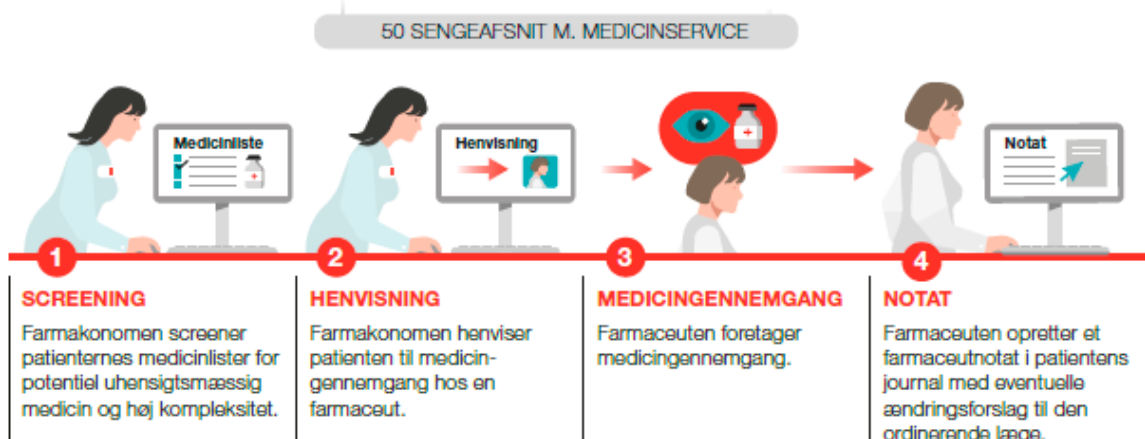 50 SENGEAFSNIT M. MEDICINSERVICE
Medicinliste
Henvisning
Notat
1
2
3
4
SCREENING
Farmakonomen screener
patienternes medicinlister for
potentiel uhensigtsmæssig
medicin og høj kompleksitet.
HENVISNING
Farmakonomen henviser
patienten til medicin-
gennemgang hos en
farmaceut.
MEDICINGENNEMGANG
Farmaceuten foretager
medicingennemgang.
NOTAT
Farmaceuten opretter et
farmaceutnotat i patientens
journal med eventuelle
ændringsforslag til den
ordinerende læge.